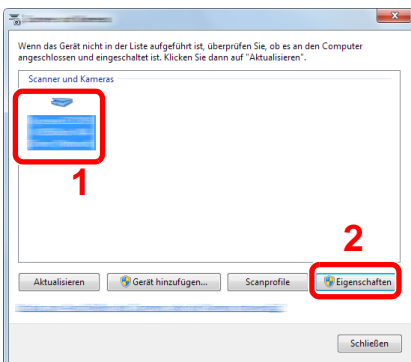 Wenn das Gerät nicht in der Liste aufgeführt ist, überprüfen Sie, ob es an den Computer
angeschlossen und eingeschaltet ist. Klicken Sie dann auf "Aktualisieren".
Scanner und Kameras
1
2
Aktualisieren
Gerät hinzufügen...
Scanprofile
Eigenschaften
Schließen